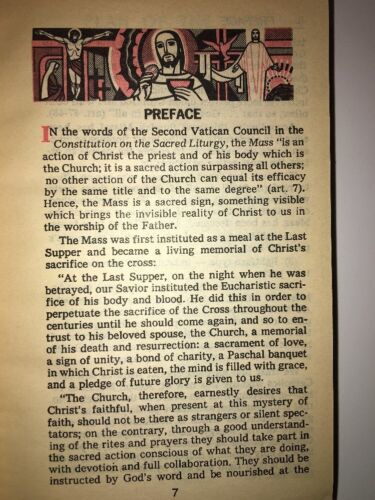 PREFACE
IN the words of the Second Vatican Council in the
Constitution on the Sacred Liturgy, the Mass "is an
action of Christ the priest and of his body which is
the Church; it is a sacred action surpassing all others;
no other action of the Church can equal its efficacy
by the same title and to the same degree" (art. 7).
Hence, the Mass is a sacred sign, something visible
which brings the invisible reality of Christ to us in
the worship of the Father.
The Mass was first instituted as a meal at the Last
Supper and became a living memorial of Christ's
sacrifice on the cross:
"At the Last Supper, on the night when he was
betrayed, our Savior instituted the Eucharistic sacri-
fice of his body and blood. He did this in order to
perpetuate the sacrifice of the Cross throughout the
centuries until he should come again, and so to en-
trust to his beloved spouse, the Church, a memorial
of his death and resurrection: a sacrament of love,
a sign of unity, a bond of charity, a Paschal banquet
in which Christ is eaten, the mind is filled with grace,
and a pledge of future glory is given to us.
"The Church, therefore, earnestly desires that
Christ's faithful, when present at this mystery of
faith, should not be there as strangers or silent spec-
tators; on the contrary, through a good understand-
ing of the rites and prayers they should take part in
the sacred action conscious of what they are doing,
with devotion and full collaboration. They should be
instructed by God's word and be nourished at the
7